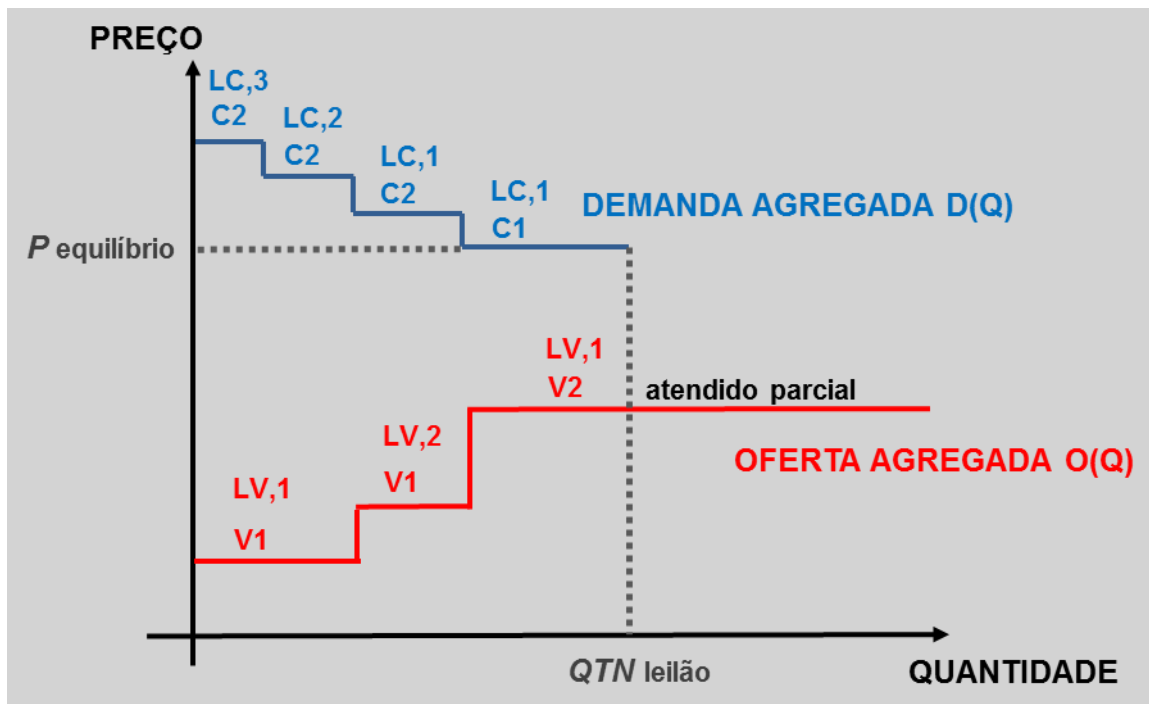 PREÇO
LC,3
C2
LC,2
C2
LC,1
C2
LC,1
C1
DEMANDA AGREGADA D(Q)
P equilíbrio
LV,1
V2
atendido parcial
LV,2
V1
OFERTA AGREGADA O(Q)
LV,1
V1
QTN leilão
QUANTIDADE